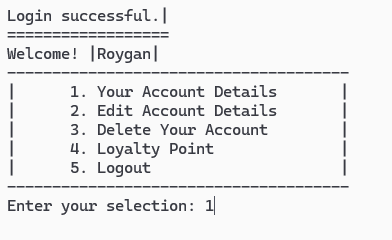 Login successful.|
==================
Welcome! |Roygan|
--------------------------------------
|      1. Your Account Details       |
|      2. Edit Account Details       |
|      3. Delete Your Account        |
|      4. Loyalty Point              |
|      5. Logout                     |
--------------------------------------
Enter your selection: 1